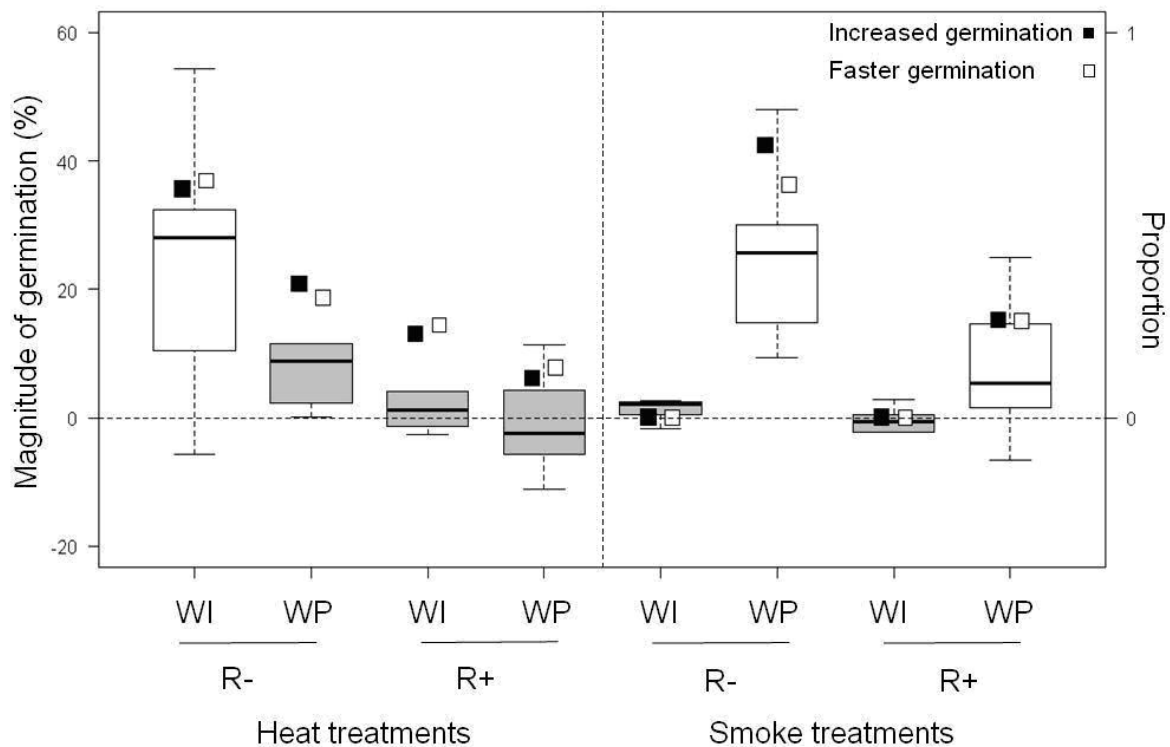 Increased germination
Faster germination
Magnitude of germination (%)
60
40
20
0
-20
1
0
Proportion
WI WP WI WP WI WP WI WP
R- R+ R- R+
Heat treatments Smoke treatments